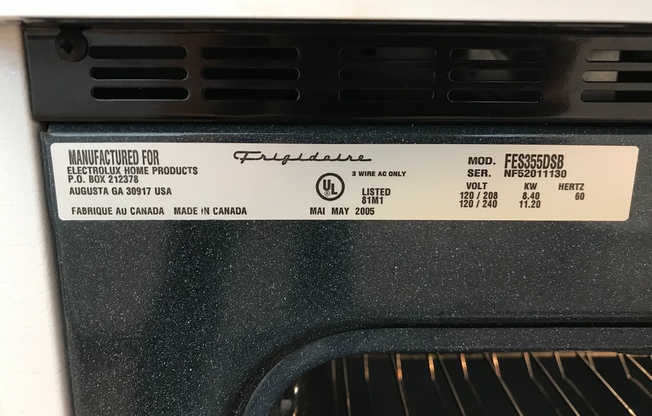 MANUFACTURED FOR
ELECTROLUX HOME PRODUCTS
P.O. BOX 212378
AUGUSTA GA 30917 USA
FABRIQUE AU CANADA MADE IN CANADA
Frigidaire
3 WIRE AC ONLY
UL
LISTED
81M1
MAI MAY 2005
MOD. FES355DSB
SER. NF52011130
VOLT KW HERTZ
120 / 208 8.40 60
120 / 240 11.20